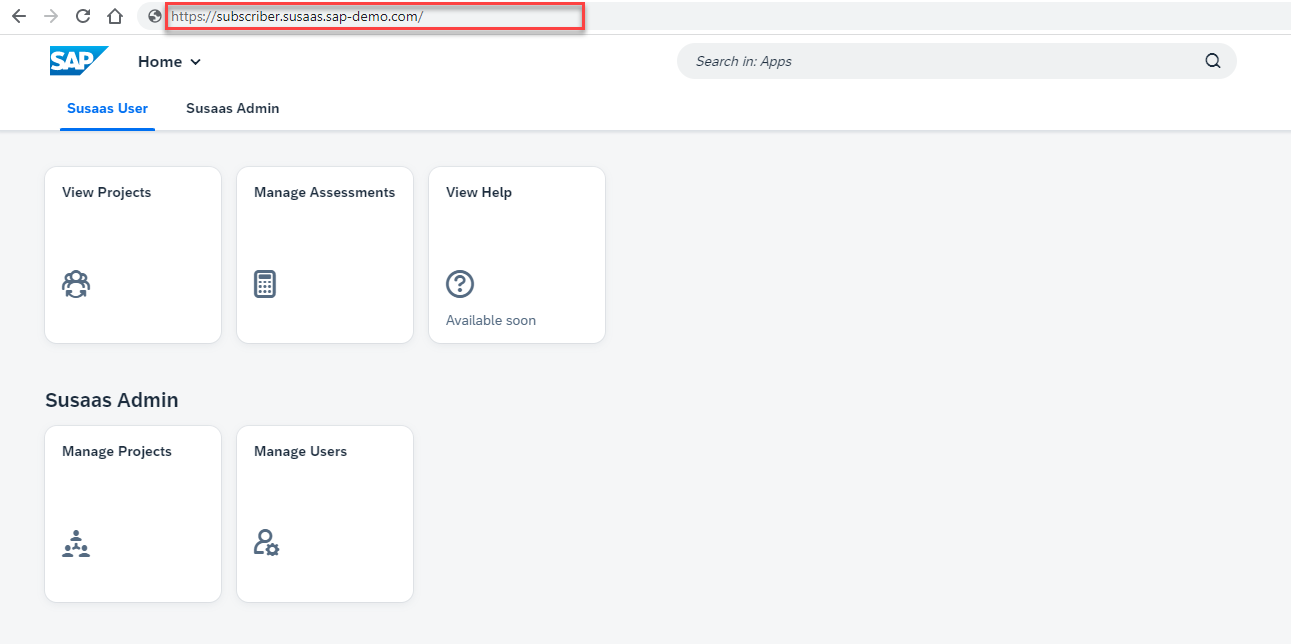 https://subscriber.susaas.sap-demo.com/
SAP
Home
Search in: Apps
Susaas User
Susaas Admin
View Projects
Manage Assessments
View Help
Available soon
Susaas Admin
Manage Projects
Manage Users